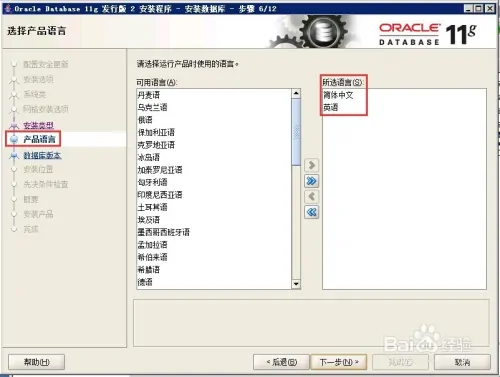 Oracle Database 11g 发行版 2 安装程序 - 安装数据库 - 步骤 6/12
选择产品语言
ORACLE
DATABASE 11g
配置安全更新
安装选项
系统类
网格安装选项
安装类型
产品语言
数据库版本
安装位置
先决条件检查
概要
安装产品
完成
请选择运行产品时使用的语言。
可用语言(A):
丹麦语
乌克兰语
俄语
保加利亚语
克罗地亚语
冰岛语
加泰罗尼亚语
匈牙利语
印度尼西亚语
土耳其语
埃及语
墨西哥西班牙语
孟加拉语
希伯来语
希腊语
德语
所选语言(S):
简体中文
英语
帮助(H)
< 后退(B)
下一步(N) >
取消
Baidu 经验